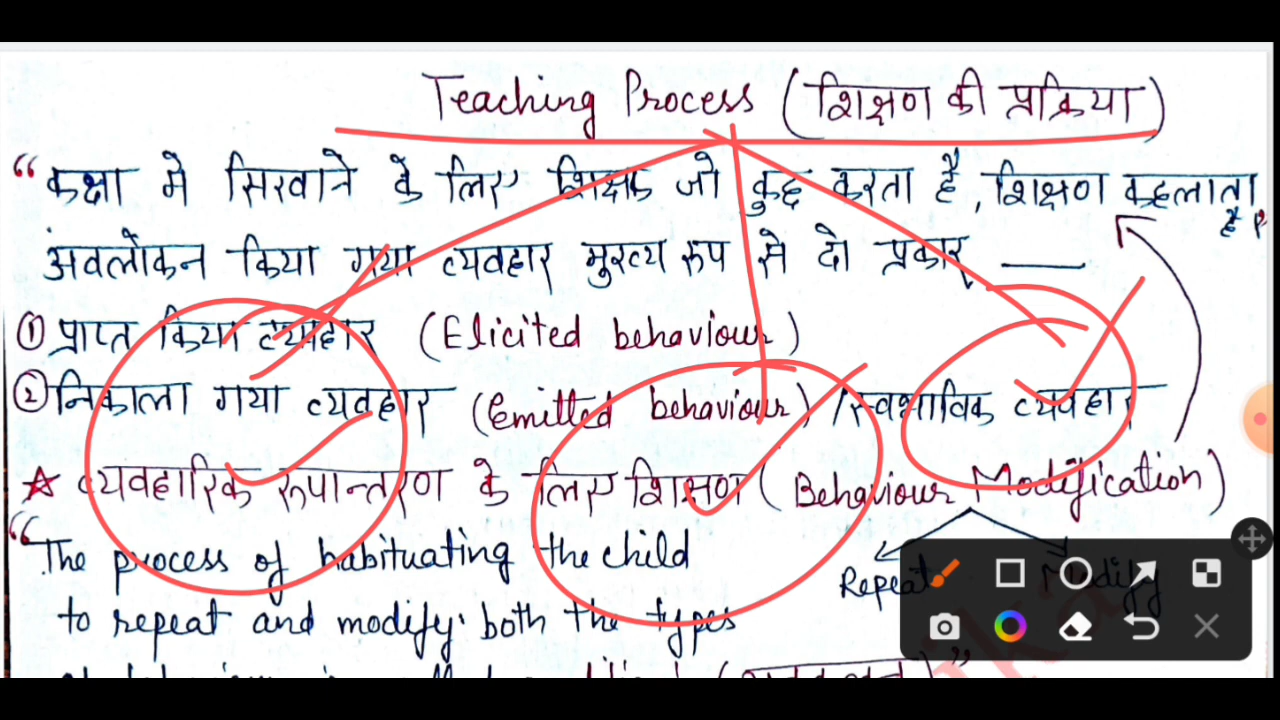 Teaching Process (शिक्षण की प्रक्रिया)
“ कक्षा में सिखाने के लिए शिक्षक जो कुछ करता है, शिक्षण कहलाता है।”
अवलोकन किया गया व्यवहार मुख्य रूप से दो प्रकार —
① प्राप्त किया व्यवहार (Elicited behaviour)
② निकाला गया व्यवहार (Emitted behaviour) / स्वभाविक व्यवहार
☆ व्यवहारिक रूपान्तरण के लिए शिक्षण (Behaviour Modification)
Repeat Modify
“The process of habituating the child
to repeat and modify both the types